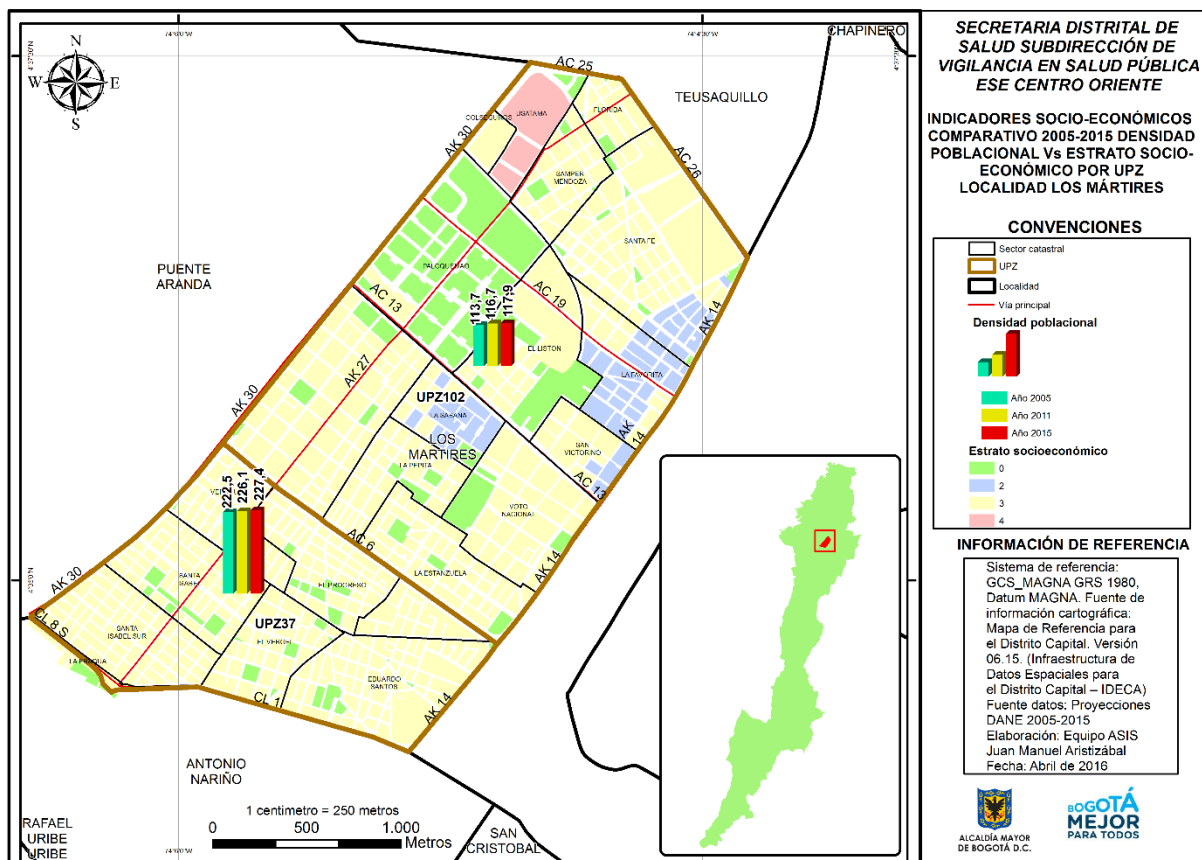 SECRETARIA DISTRITAL DE
SALUD SUBDIRECCIÓN DE
VIGILANCIA EN SALUD PÚBLICA
ESE CENTRO ORIENTE
INDICADORES SOCIO-ECONÓMICOS
COMPARATIVO 2005-2015 DENSIDAD
POBLACIONAL Vs ESTRATO SOCIO-
ECONÓMICO POR UPZ
LOCALIDAD LOS MÁRTIRES
CONVENCIONES
Sector catastral
UPZ
Localidad
Vía principal
Densidad poblacional
Año 2005
Año 2011
Año 2015
Estrato socioeconómico
0
2
3
4
INFORMACIÓN DE REFERENCIA
Sistema de referencia:
GCS_MAGNA GRS 1980,
Datum MAGNA. Fuente de
información cartográfica:
Mapa de Referencia para
el Distrito Capital. Versión
06.15. (Infraestructura de
Datos Espaciales para
el Distrito Capital – IDECA)
Fuente datos: Proyecciones
DANE 2005-2015
Elaboración: Equipo ASIS
Juan Manuel Aristizábal
Fecha: Abril de 2016
ALCALDÍA MAYOR
DE BOGOTÁ D.C.
BOGOTÁ
MEJOR
PARA TODOS
N
W E
S
CHAPINERO
TEUSAQUILLO
PUENTE
ARANDA
ANTONIO
NARIÑO
RAFAEL
URIBE
URIBE
SAN
CRISTOBAL
AC 25
AK 30
AC 26
COLSEGUROS
USATAMA
FLORIDA
SAMPER
MENDOZA
SANTA FE
PALOQUEMAO
AC 19
AK 14
AC 13
113,7
116,7
117,9
EL LISTON
LA FAVORITA
AK 27
AK 30
UPZ102
LA SABANA
LOS
MARTIRES
AK 14
SAN
VICTORINO
LA PEPITA
AC 13
VOTO
NACIONAL
222,5
226,1
227,4
AC 6
AK 14
LA ESTANZUELA
AK 30
SANTA
EL PROGRESO
CL 8 S
SANTA
ISABEL SUR
UPZ37
EL VERGEL
EDUARDO
SANTOS
CL 1
AK 14
1 centimetro = 250 metros
0 500 1.000
Metros